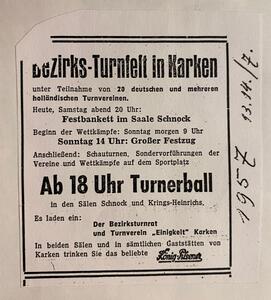 Bezirks-Turnfest in Karken
unter Teilnahme von 20 deutschen und mehreren
holländischen Turnvereinen.
Heute, Samstag abend 20 Uhr:
Festbankett im Saale Schnock
Beginn der Wettkämpfe: Sonntag morgen 9 Uhr
Sonntag 14 Uhr: Großer Festzug
Anschließend: Schauturnen, Sondervorführungen der
Vereine und Wettkämpfe auf dem Sportplatz
Ab 18 Uhr Turnerball
in den Sälen Schnock und Krings-Heinrichs.
Es laden ein:
Der Bezirksturnrat
und Turnverein „Einigkeit" Karken
In beiden Sälen und in sämtlichen Gaststätten von
Karken trinken Sie das beliebte König-Pilsener
1957 13.14./7.